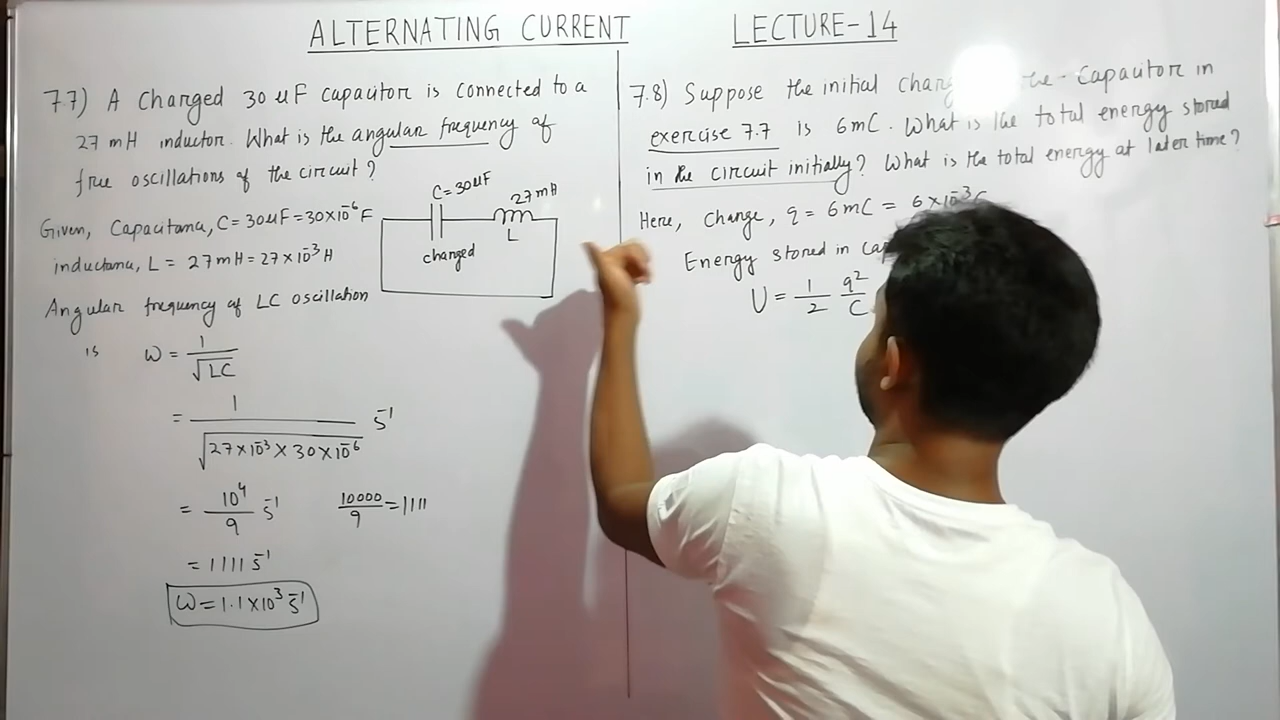 ALTERNATING CURRENT
LECTURE-14
7.7) A Charged 30 μF capacitor is connected to a
27 mH inductor. What is the angular frequency of
free oscillations of the circuit ?
Given, Capacitance, C = 30μF = 30×10⁻⁶ F
inductance, L = 27mH = 27×10⁻³ H
Angular frequency of LC oscillation
is ω = 1/√LC
= 1/√(27×10⁻³ × 30×10⁻⁶) s⁻¹
= 10⁴/9 s⁻¹
10000/9 = 1111
= 1111 s⁻¹
ω = 1.1×10³ s⁻¹
C = 30μF
27 mH
L
charged
7.8) Suppose the initial the Capacitor in
exercise 7.7 is 6mC. What is the total energy stored
in the circuit initially? What is the total energy at later time?
Here, Charge, q = 6mC = 6×10⁻³
Energy stored in
U = 1/2 q²/C